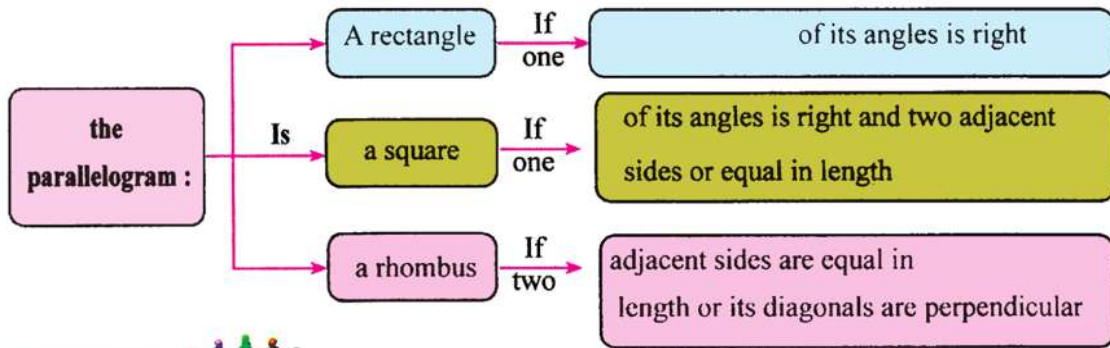 A rectangle
If
one
of its angles is right
the
parallelogram :
Is
a square
If
one
of its angles is right and two adjacent
sides or equal in length
a rhombus
If
two
adjacent sides are equal in
length or its diagonals are perpendicular